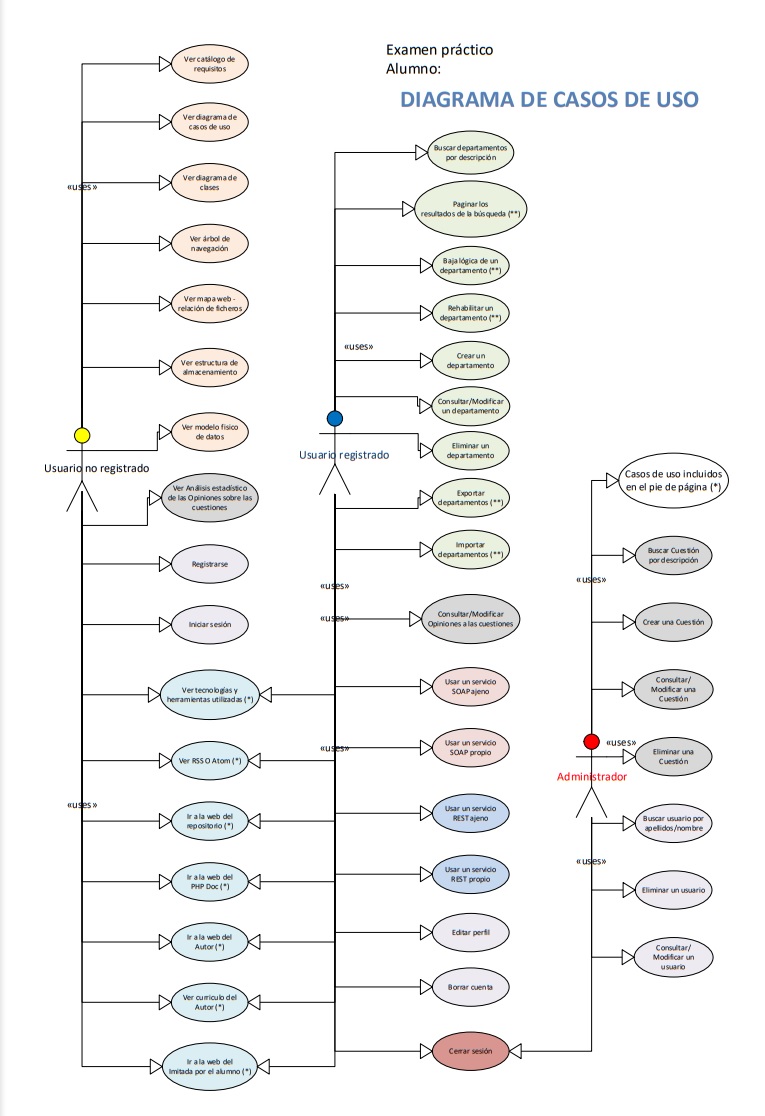 Examen práctico
Alumno:
DIAGRAMA DE CASOS DE USO
Ver catálogo de
requisitos
Ver diagrama de
casos de uso
Ver diagrama de
clases
«uses»
Ver árbol de
navegación
Ver mapa web -
relación de ficheros
Ver estructura de
almacenamiento
Ver modelo fisico
de datos
Usuario no registrado
Ver Análisis estadístico
de las Opiniones sobre las
cuestiones
Registrarse
Iniciar sesión
Ver tecnologías y
herramientas utilizadas (*)
Ver RSS O Atom (*)
«uses»
Ir a la web del
repositorio (*)
Ir a la web del
PHP Doc (*)
Ir a la web del
Autor (*)
Ver curriculo del
Autor (*)
Ir a la web del
Imitada por el alumno (*)
Buscar departamentos
por descripción
Paginar los
resultados de la búsqueda (**)
Baja lógica de un
departamento (**)
Rehabilitar un
departamento (**)
«uses»
Crear un
departamento
Consultar/Modificar
un departamento
Eliminar un
departamento
Usuario registrado
Exportar
departamentos (**)
Importar
departamentos (**)
«uses»
«uses»
Consultar/Modificar
Opiniones a las cuestiones
Usar un servicio
SOAP ajeno
Usar un servicio
SOAP propio
«uses»
Usar un servicio
REST ajeno
Usar un servicio
REST propio
Editar perfil
Borrar cuenta
Cerrar sesión
Casos de uso incluidos
en el pie de página (*)
Buscar Cuestión
por descripción
«uses»
Crear una Cuestión
Consultar/
Modificar una
Cuestión
«uses»
Eliminar una
Cuestión
Administrador
Buscar usuario por
apellidos/nombre
«uses»
Eliminar un usuario
Consultar/
Modificar un
usuario